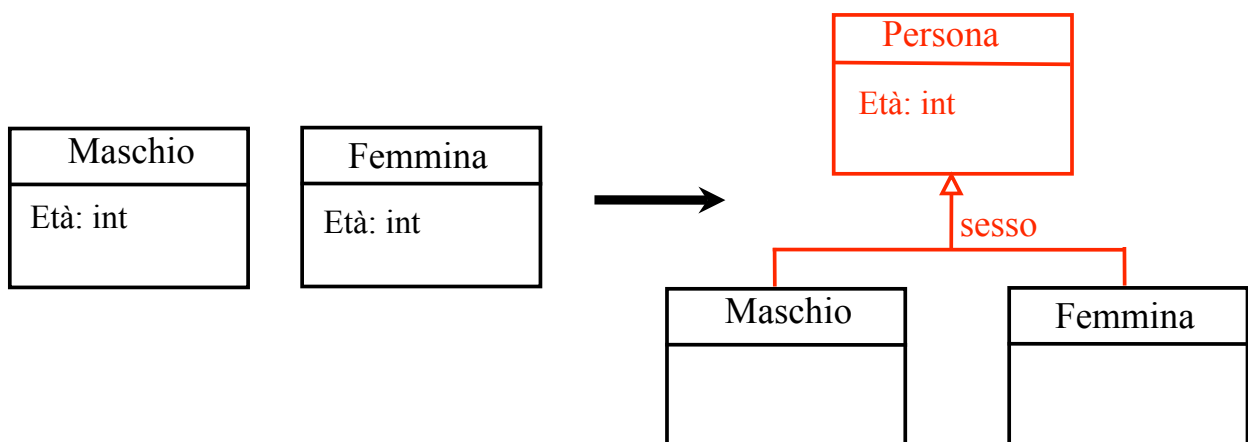 Maschio
Età: int
Femmina
Età: int
Persona
Età: int
sesso
Maschio
Femmina